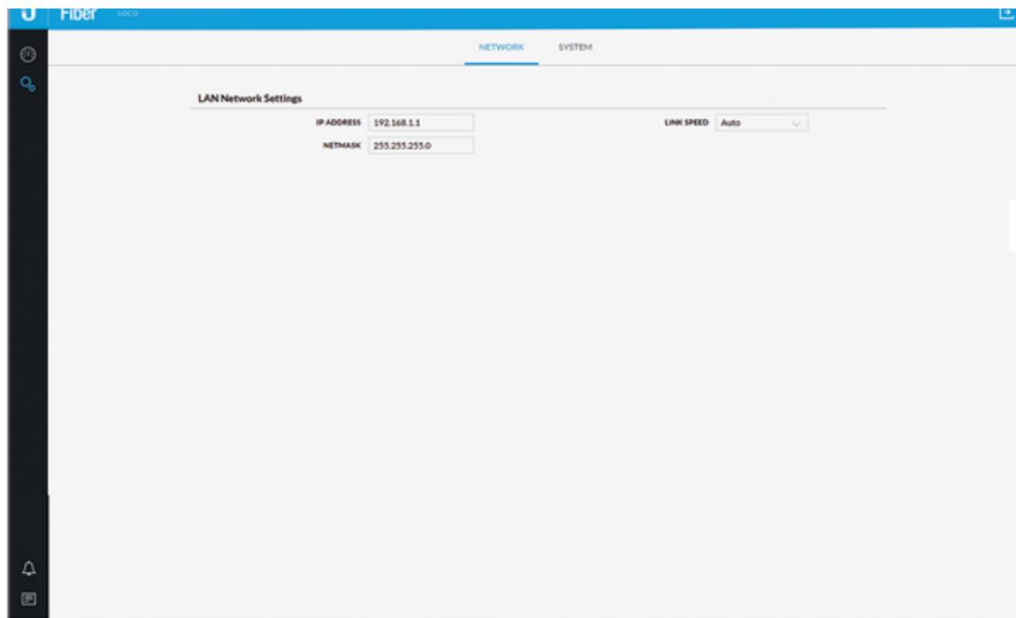 U Fiber LOCO
NETWORK SYSTEM
LAN Network Settings
IP ADDRESS 192.168.1.1 LINK SPEED Auto
NETMASK 255.255.255.0